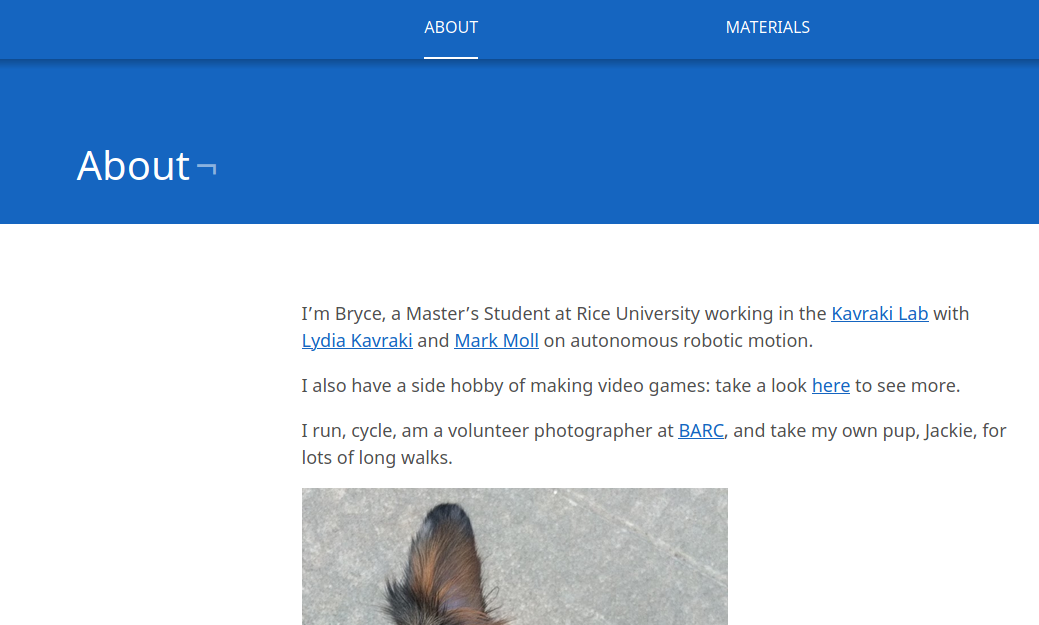 ABOUT MATERIALS
About ¬
I’m Bryce, a Master’s Student at Rice University working in the Kavraki Lab with
Lydia Kavraki and Mark Moll on autonomous robotic motion.
I also have a side hobby of making video games: take a look here to see more.
I run, cycle, am a volunteer photographer at BARC, and take my own pup, Jackie, for
lots of long walks.